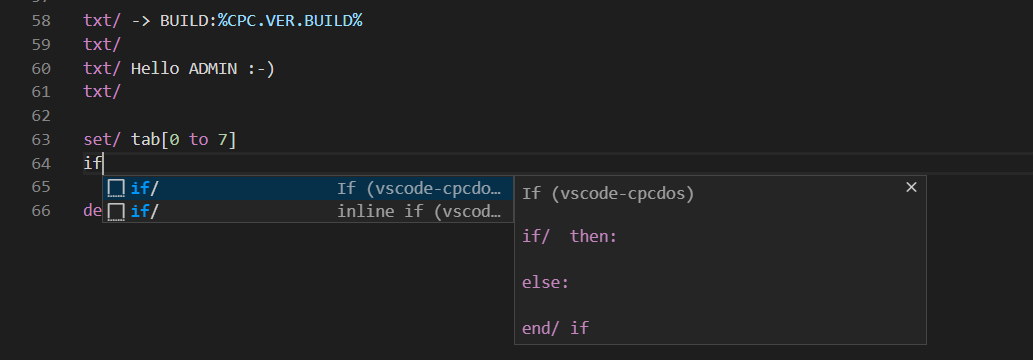 58 txt/ -> BUILD:%CPC.VER.BUILD%
59 txt/
60 txt/ Hello ADMIN :-)
61 txt/
62
63 set/ tab[0 to 7]
64 if
65 if/ If (vscode-cpcdo…
66 de if/ inline if (vscod…
If (vscode-cpcdos)
if/ then:
else:
end/ if